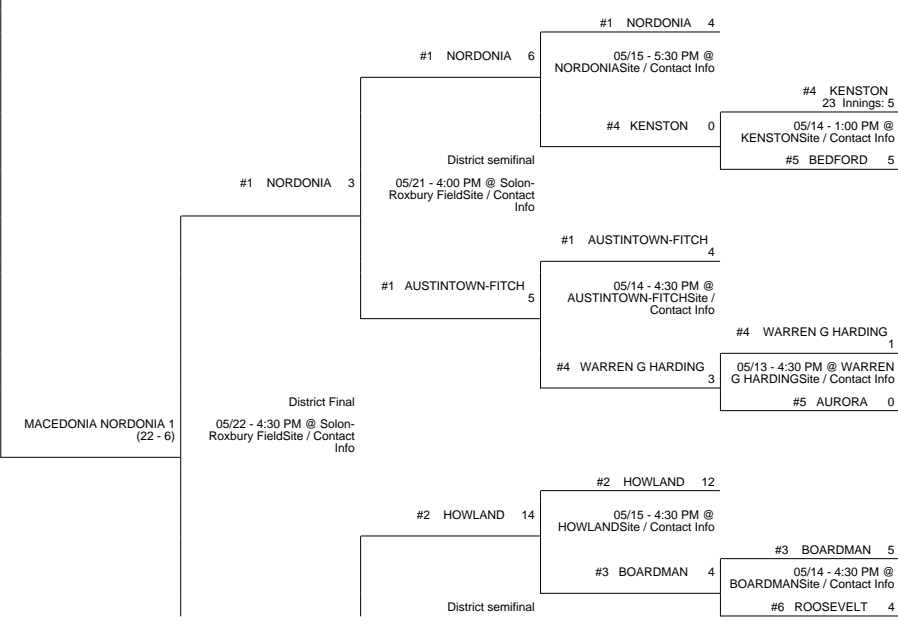 #1 NORDONIA 4
#1 NORDONIA 6
05/15 - 5:30 PM @
NORDONIASite / Contact Info
#4 KENSTON
23 Innings: 5
#4 KENSTON 0
05/14 - 1:00 PM @
KENSTONSite / Contact Info
District semifinal
#5 BEDFORD 5
#1 NORDONIA 3
05/21 - 4:00 PM @ Solon-
Roxbury FieldSite / Contact
Info
#1 AUSTINTOWN-FITCH
4
#1 AUSTINTOWN-FITCH
5
05/14 - 4:30 PM @
AUSTINTOWN-FITCHSite /
Contact Info
#4 WARREN G HARDING
1
#4 WARREN G HARDING
3
05/13 - 4:30 PM @ WARREN
G HARDINGSite / Contact Info
#5 AURORA 0
District Final
MACEDONIA NORDONIA 1
(22 - 6)
05/22 - 4:30 PM @ Solon-
Roxbury FieldSite / Contact
Info
#2 HOWLAND 12
#2 HOWLAND 14
05/15 - 4:30 PM @
HOWLANDSite / Contact Info
#3 BOARDMAN 5
#3 BOARDMAN 4
05/14 - 4:30 PM @
BOARDMANSite / Contact Info
District semifinal
#6 ROOSEVELT 4